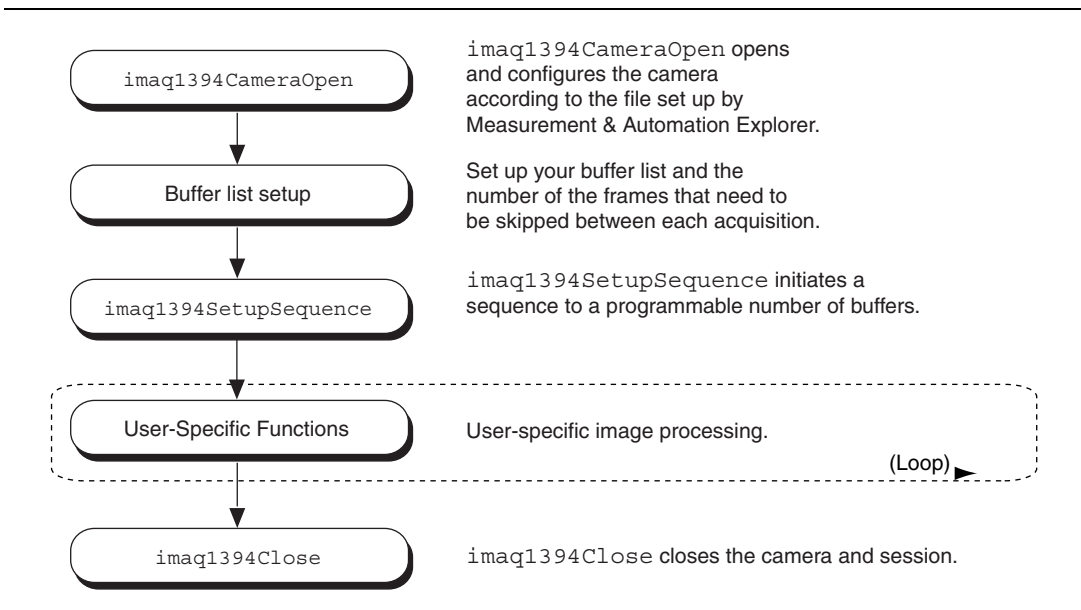 imaq1394CameraOpen
imaq1394CameraOpen opens
and configures the camera
according to the file set up by
Measurement & Automation Explorer.
Buffer list setup
Set up your buffer list and the
number of the frames that need to
be skipped between each acquisition.
imaq1394SetupSequence
imaq1394SetupSequence initiates a
sequence to a programmable number of buffers.
User-Specific Functions
User-specific image processing.
(Loop)
imaq1394Close
imaq1394Close closes the camera and session.